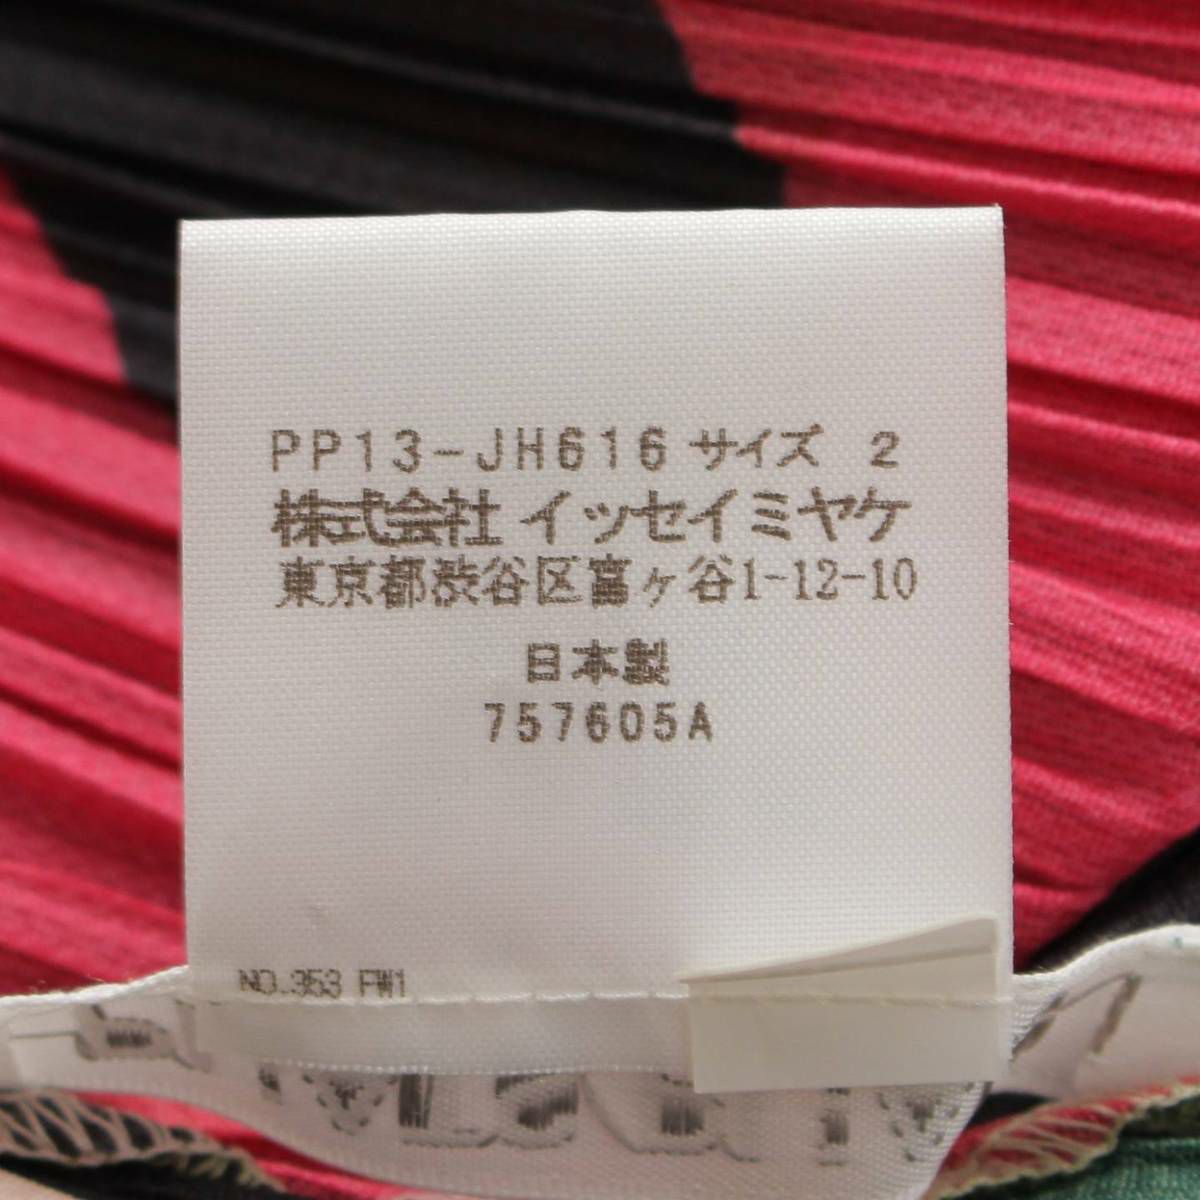 PP13-JH616 サイズ 2
株式会社 イッセイミヤケ
東京都渋谷区富ヶ谷1-12-10
日本製
757605A
NO.353 FW1